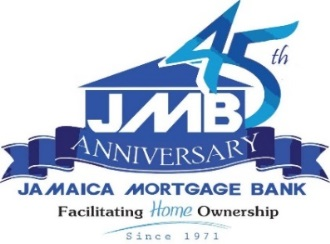 45th
JMB
ANNIVERSARY
JAMAICA MORTGAGE BANK
Facilitating Home Ownership
Since 1971